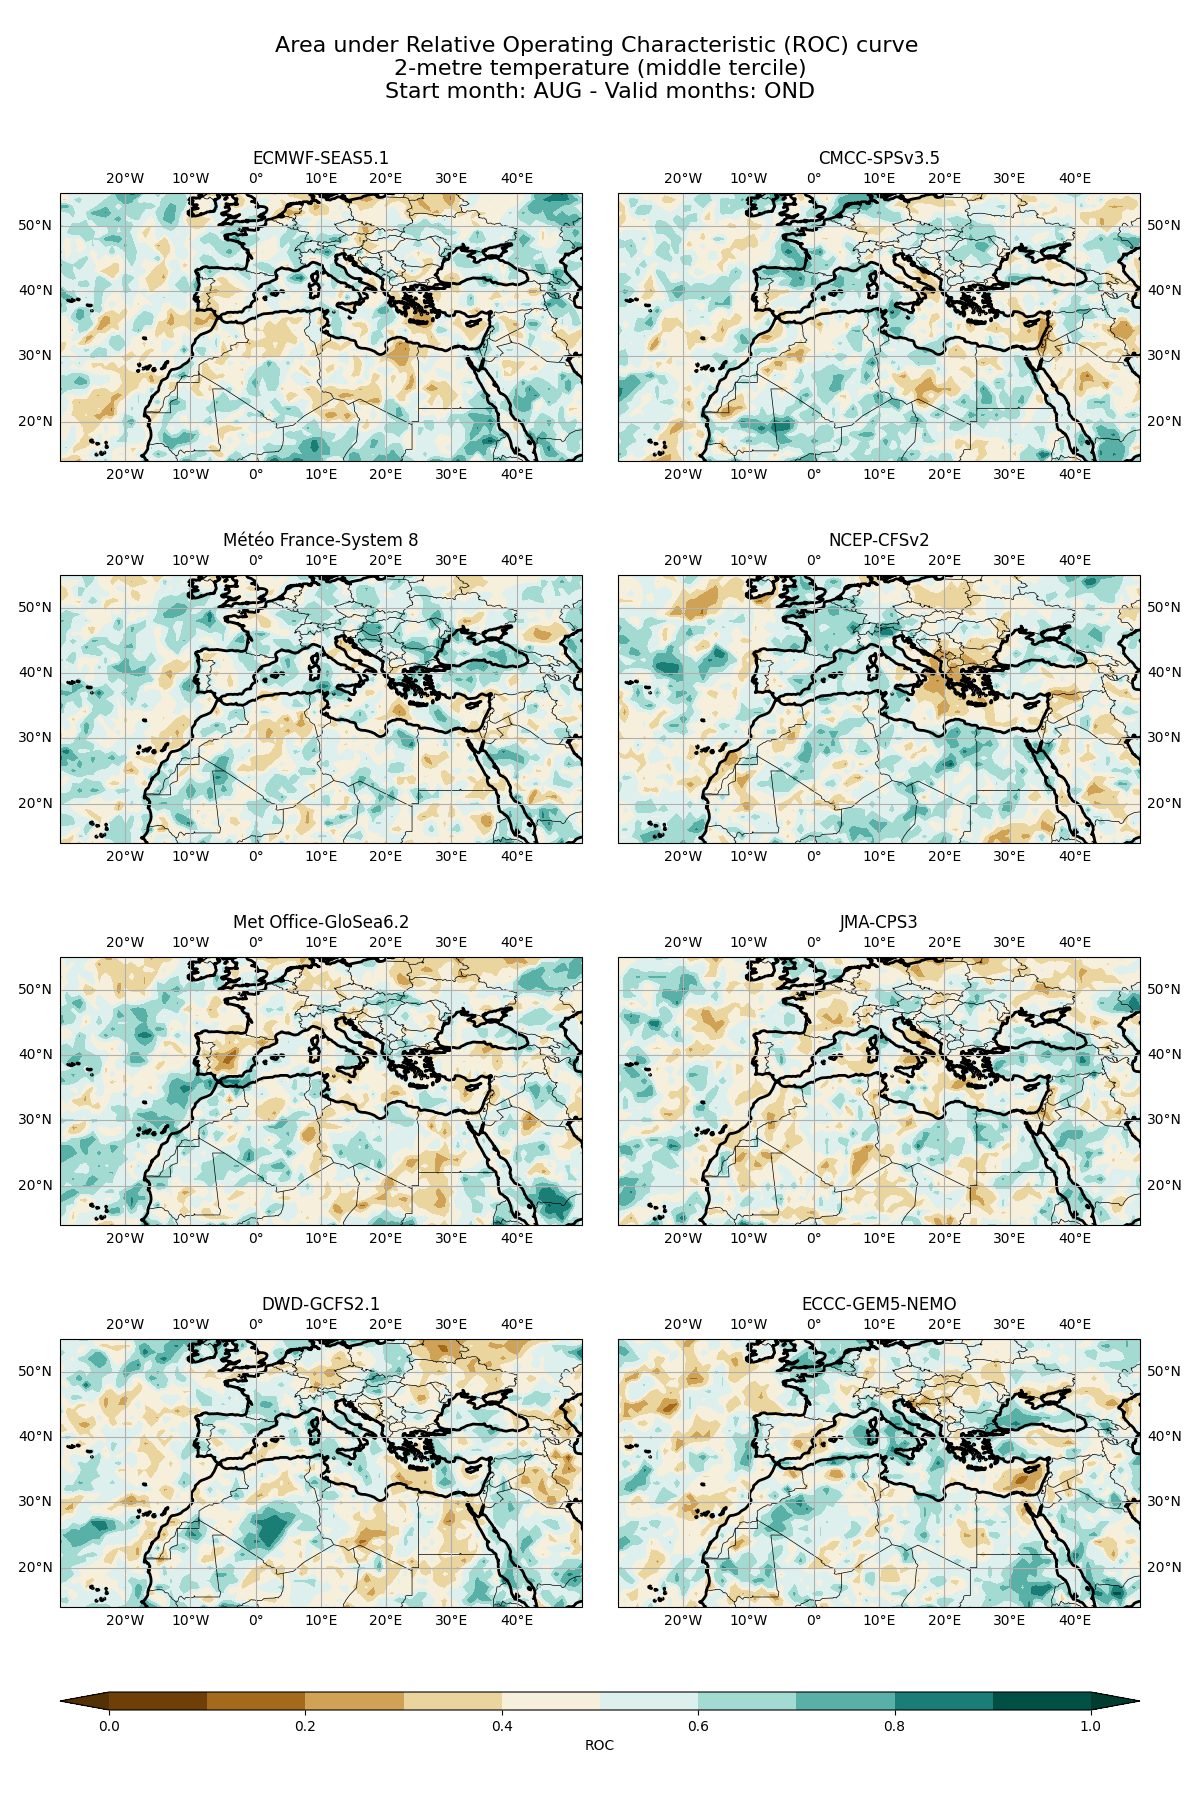 Area under Relative Operating Characteristic (ROC) curve
2-metre temperature (middle tercile)
Start month: AUG - Valid months: OND
ECMWF-SEAS5.1
20°W 10°W 0° 10°E 20°E 30°E 40°E
50°N
40°N
30°N
20°N
20°W 10°W 0° 10°E 20°E 30°E 40°E
CMCC-SPSv3.5
20°W 10°W 0° 10°E 20°E 30°E 40°E
50°N
40°N
30°N
20°N
20°W 10°W 0° 10°E 20°E 30°E 40°E
Météo France-System 8
20°W 10°W 0° 10°E 20°E 30°E 40°E
50°N
40°N
30°N
20°N
20°W 10°W 0° 10°E 20°E 30°E 40°E
NCEP-CFSv2
20°W 10°W 0° 10°E 20°E 30°E 40°E
50°N
40°N
30°N
20°N
20°W 10°W 0° 10°E 20°E 30°E 40°E
Met Office-GloSea6.2
20°W 10°W 0° 10°E 20°E 30°E 40°E
50°N
40°N
30°N
20°N
20°W 10°W 0° 10°E 20°E 30°E 40°E
JMA-CPS3
20°W 10°W 0° 10°E 20°E 30°E 40°E
50°N
40°N
30°N
20°N
20°W 10°W 0° 10°E 20°E 30°E 40°E
DWD-GCFS2.1
20°W 10°W 0° 10°E 20°E 30°E 40°E
50°N
40°N
30°N
20°N
20°W 10°W 0° 10°E 20°E 30°E 40°E
ECCC-GEM5-NEMO
20°W 10°W 0° 10°E 20°E 30°E 40°E
50°N
40°N
30°N
20°N
20°W 10°W 0° 10°E 20°E 30°E 40°E
0.0 0.2 0.4 0.6 0.8 1.0
ROC